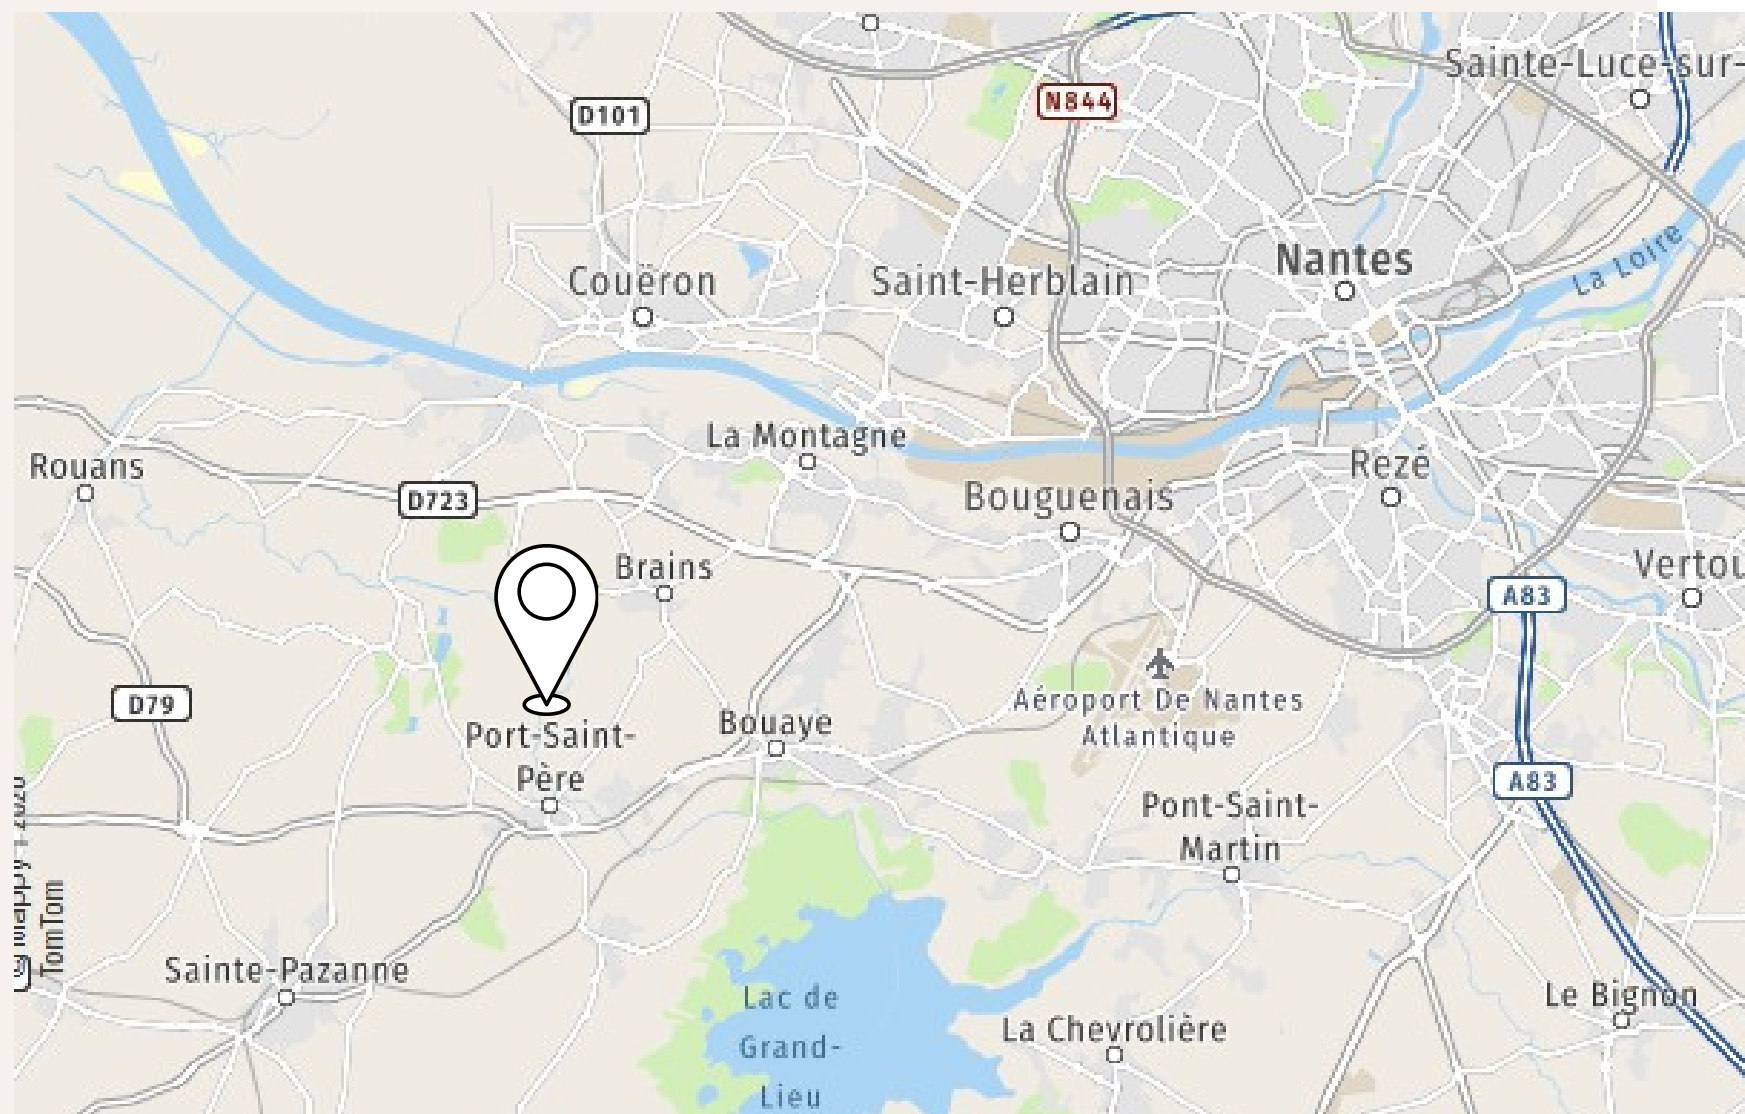 Sainte-Luce-sur-
N844
D101
Nantes
La Loire
Couëron
Saint-Herblain
La Montagne
Rouans
Rezé
D723
Bouguenais
Brains
Vertou
A83
D79
Aéroport De Nantes
Atlantique
Bouaye
Port-Saint-
Père
A83
Pont-Saint-
Martin
© Mappy | 2020
TomTom
Sainte-Pazanne
Lac de
Grand-
Lieu
Le Bignon
La Chevrolière